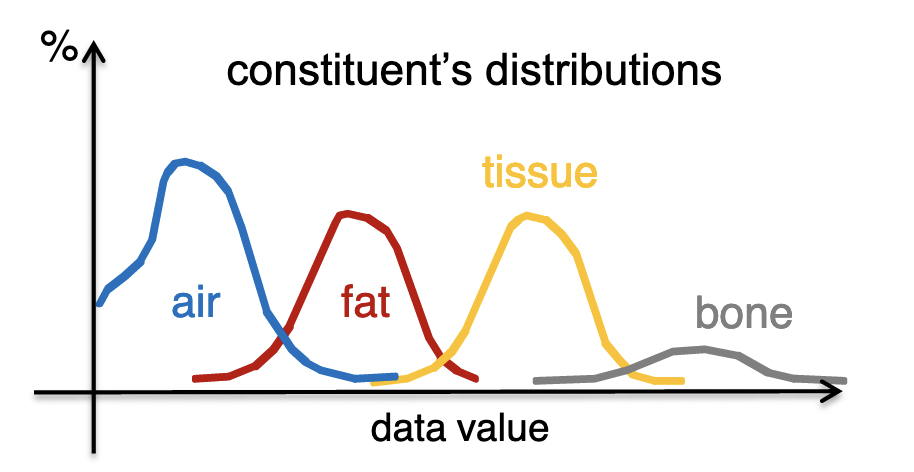 %
constituent’s distributions
tissue
air
fat
bone
data value